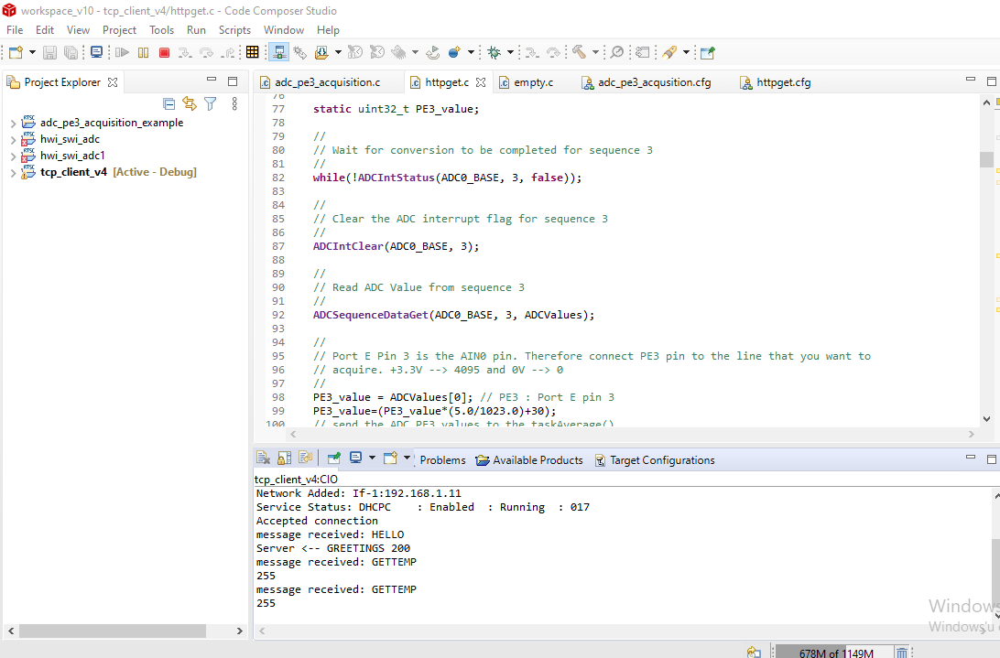 workspace_v10 - tcp_client_v4/httpget.c - Code Composer Studio
File Edit View Project Tools Run Scripts Window Help
Project Explorer
adc_pe3_acquisition_example
hwi_swi_adc
hwi_swi_adc1
tcp_client_v4 [Active - Debug]
adc_pe3_acquisition.c httpget.c empty.c adc_pe3_acqusition.cfg httpget.cfg
76
77 static uint32_t PE3_value;
78
79 //
80 // Wait for conversion to be completed for sequence 3
81 //
82 while(!ADCIntStatus(ADC0_BASE, 3, false));
83
84 //
85 // Clear the ADC interrupt flag for sequence 3
86 //
87 ADCIntClear(ADC0_BASE, 3);
88
89 //
90 // Read ADC Value from sequence 3
91 //
92 ADCSequenceDataGet(ADC0_BASE, 3, ADCValues);
93
94 //
95 // Port E Pin 3 is the AIN0 pin. Therefore connect PE3 pin to the line that you want to
96 // acquire. +3.3V --> 4095 and 0V --> 0
97 //
98 PE3_value = ADCValues[0]; // PE3 : Port E pin 3
99 PE3_value=(PE3_value*(5.0/1023.0)+30);
100 // send the ADC PE3 values to the taskAverage()
Problems Available Products Target Configurations
tcp_client_v4:CIO
Network Added: If-1:192.168.1.11
Service Status: DHCPC    : Enabled  : Running  : 017
Accepted connection
message received: HELLO
Server <-- GREETINGS 200
message received: GETTEMP
255
message received: GETTEMP
255
Windows
Windows'u
678M of 1149M